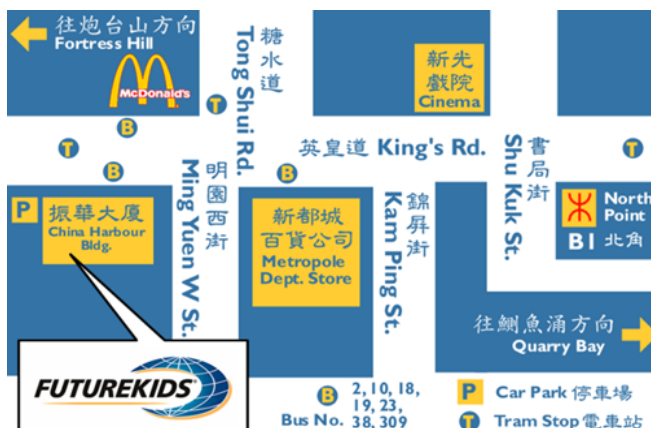 往炮台山方向
Fortress Hill
McDonald's
糖水道
Tong Shui Rd.
新光
戲院
Cinema
T
B
T
B
B
英皇道 King's Rd.
書局街
Shu Kuk St.
T
P
振華大廈
China Harbour
Bldg.
明園西街
Ming Yuen W St.
新都城
百貨公司
Metropole
Dept. Store
錦屏街
Kam Ping St.
North
Point
B1 北角
往鰂魚涌方向
Quarry Bay
FUTUREKIDS
B
Bus No.
2, 10, 18,
19, 23,
38, 309
P Car Park 停車場
T Tram Stop 電車站